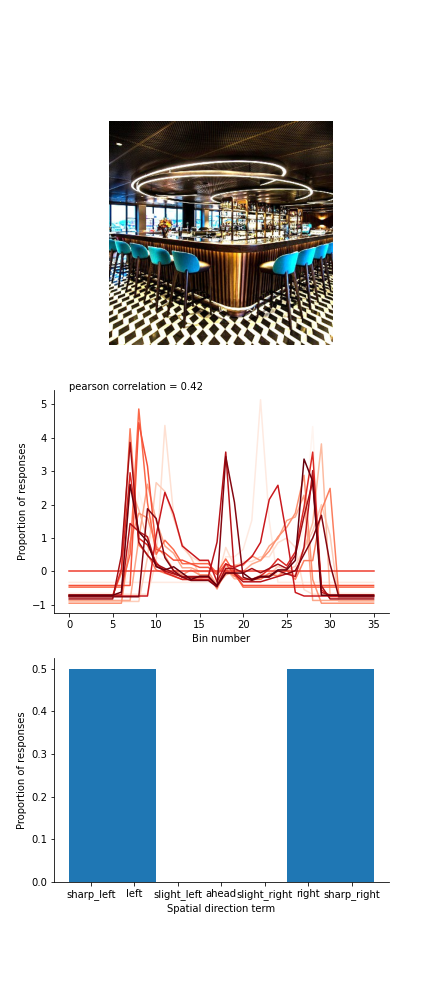 pearson correlation = 0.42
Proportion of responses
5
4
3
2
1
0
−1
0 5 10 15 20 25 30 35
Bin number
Proportion of responses
0.5
0.4
0.3
0.2
0.1
0.0
sharp_left left slight_left ahead slight_right right sharp_right
Spatial direction term